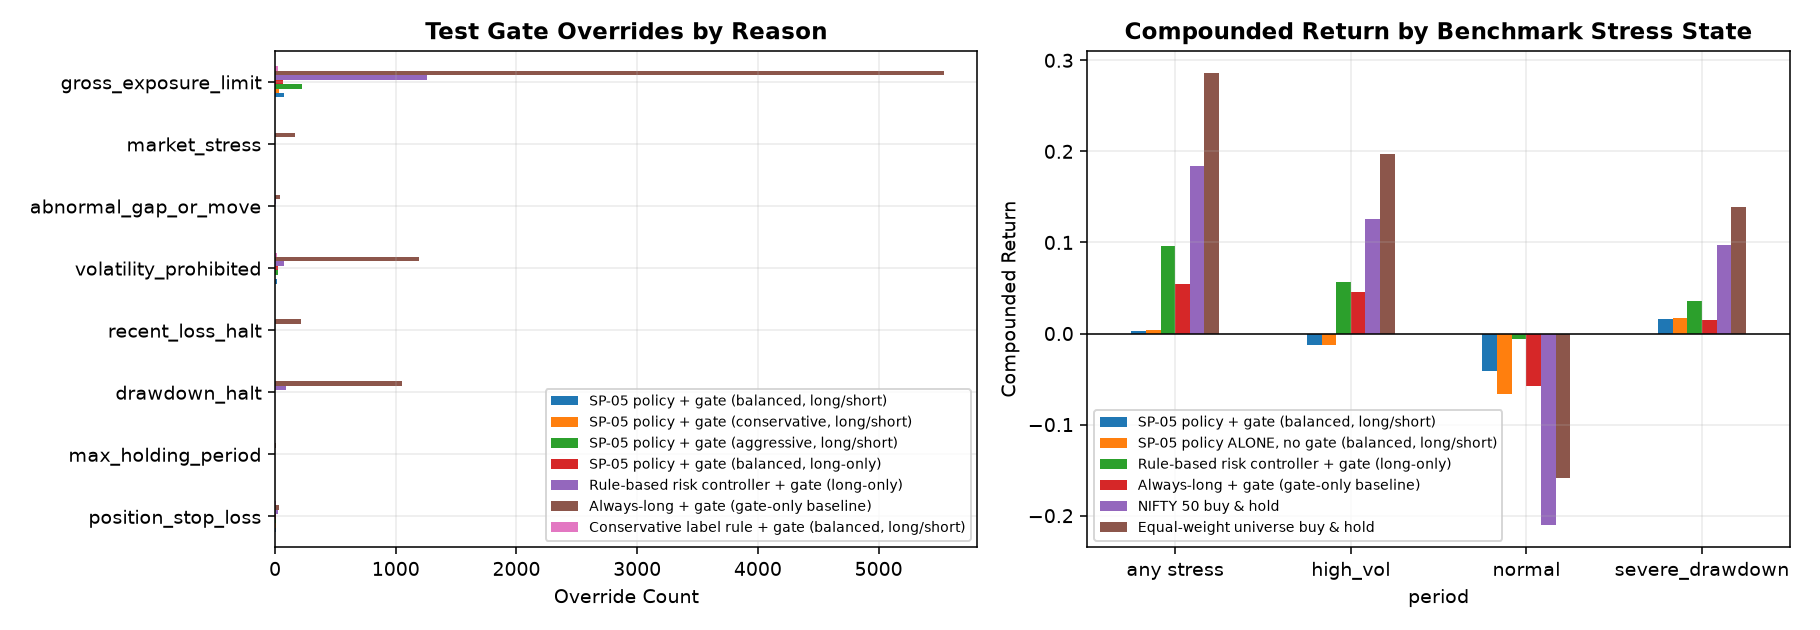 Test Gate Overrides by Reason
gross_exposure_limit
market_stress
abnormal_gap_or_move
volatility_prohibited
recent_loss_halt
drawdown_halt
max_holding_period
position_stop_loss
SP-05 policy + gate (balanced, long/short)
SP-05 policy + gate (conservative, long/short)
SP-05 policy + gate (aggressive, long/short)
SP-05 policy + gate (balanced, long-only)
Rule-based risk controller + gate (long-only)
Always-long + gate (gate-only baseline)
Conservative label rule + gate (balanced, long/short)
0 1000 2000 3000 4000 5000
Override Count
Compounded Return by Benchmark Stress State
Compounded Return
0.3
0.2
0.1
0.0
−0.1
−0.2
SP-05 policy + gate (balanced, long/short)
SP-05 policy ALONE, no gate (balanced, long/short)
Rule-based risk controller + gate (long-only)
Always-long + gate (gate-only baseline)
NIFTY 50 buy & hold
Equal-weight universe buy & hold
any stress high_vol normal severe_drawdown
period